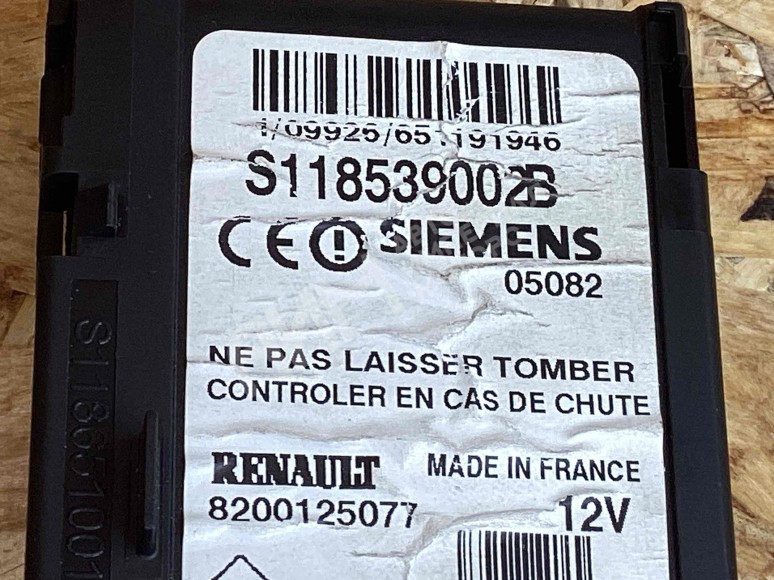 1/09926/65.191946
S118539002B
CE SIEMENS
05082
NE PAS LAISSER TOMBER
CONTROLER EN CAS DE CHUTE
RENAULT MADE IN FRANCE
8200125077 12V